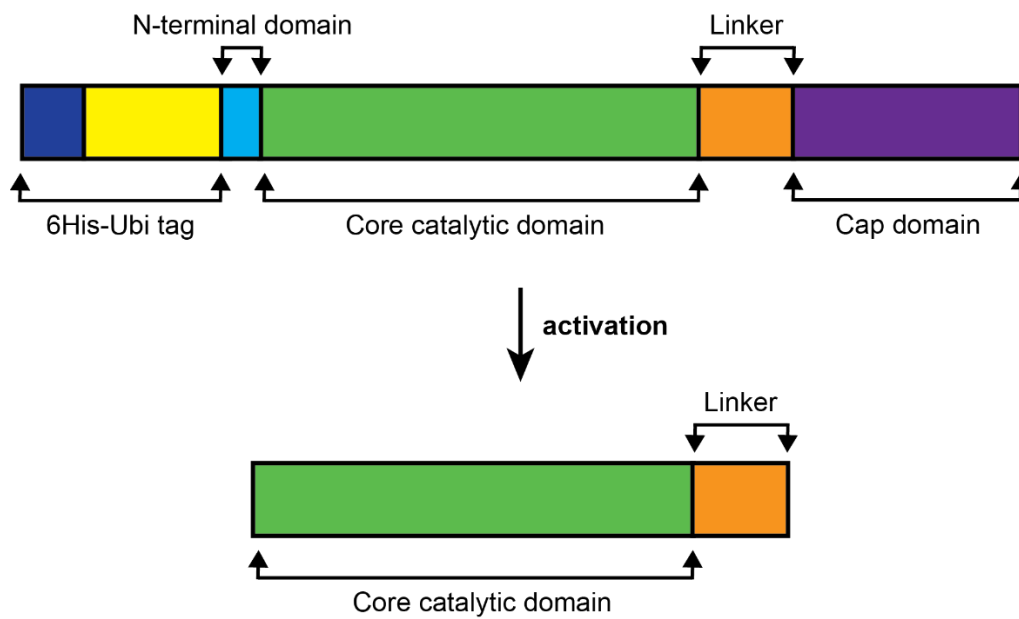 N-terminal domain
Linker
6His-Ubi tag
Core catalytic domain
Cap domain
activation
Linker
Core catalytic domain